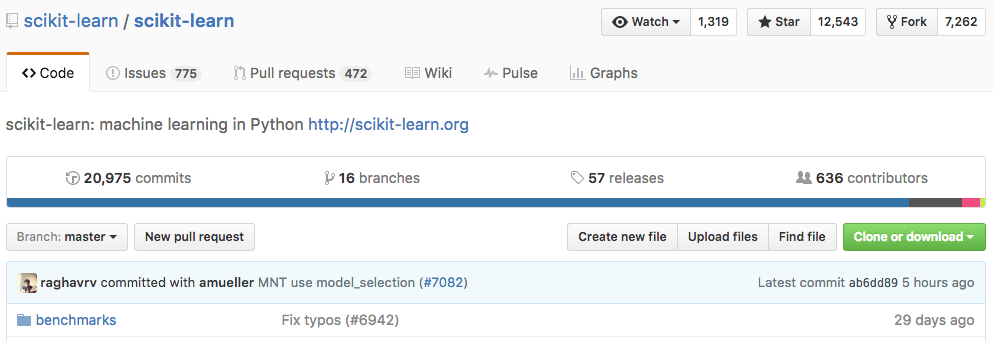 scikit-learn / scikit-learn Watch 1,319 Star 12,543 Fork 7,262
Code Issues 775 Pull requests 472 Wiki Pulse Graphs
scikit-learn: machine learning in Python http://scikit-learn.org
20,975 commits 16 branches 57 releases 636 contributors
Branch: master New pull request Create new file Upload files Find file Clone or download
raghavrv committed with amueller MNT use model_selection (#7082) Latest commit ab6dd89 5 hours ago
benchmarks Fix typos (#6942) 29 days ago